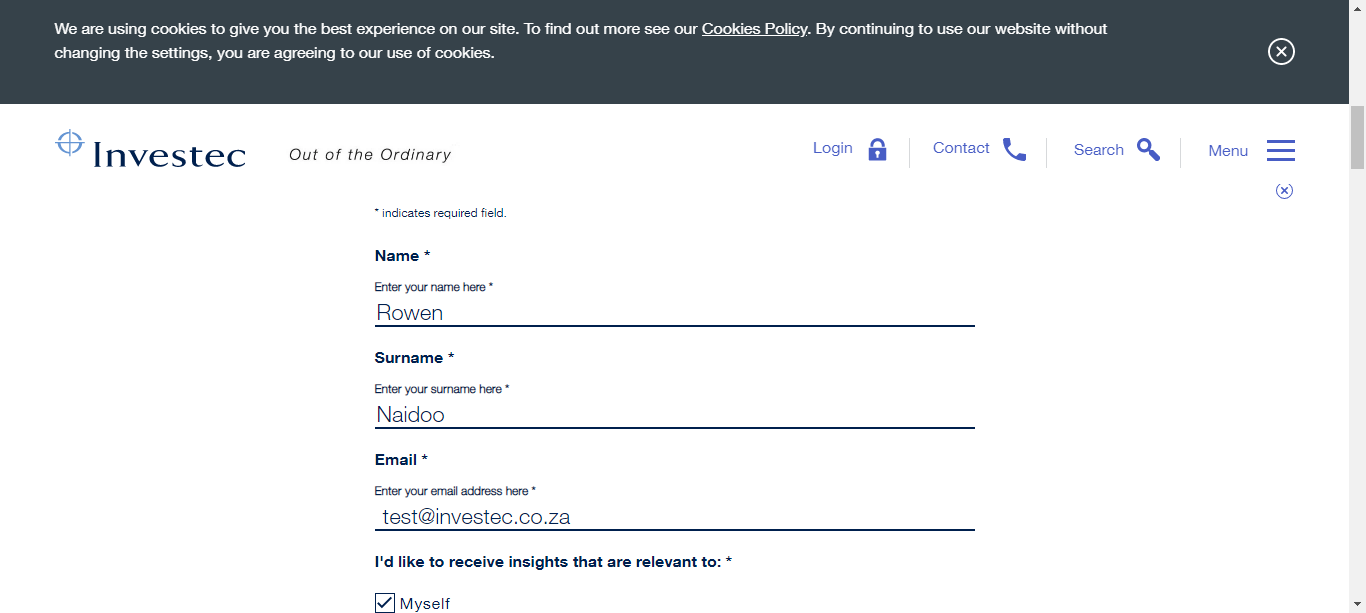 We are using cookies to give you the best experience on our site. To find out more see our Cookies Policy. By continuing to use our website without
changing the settings, you are agreeing to our use of cookies.
Investec Out of the Ordinary Login Contact Search Menu
* indicates required field.
Name *
Enter your name here *
Rowen
Surname *
Enter your surname here *
Naidoo
Email *
Enter your email address here *
test@investec.co.za
I'd like to receive insights that are relevant to: *
Myself